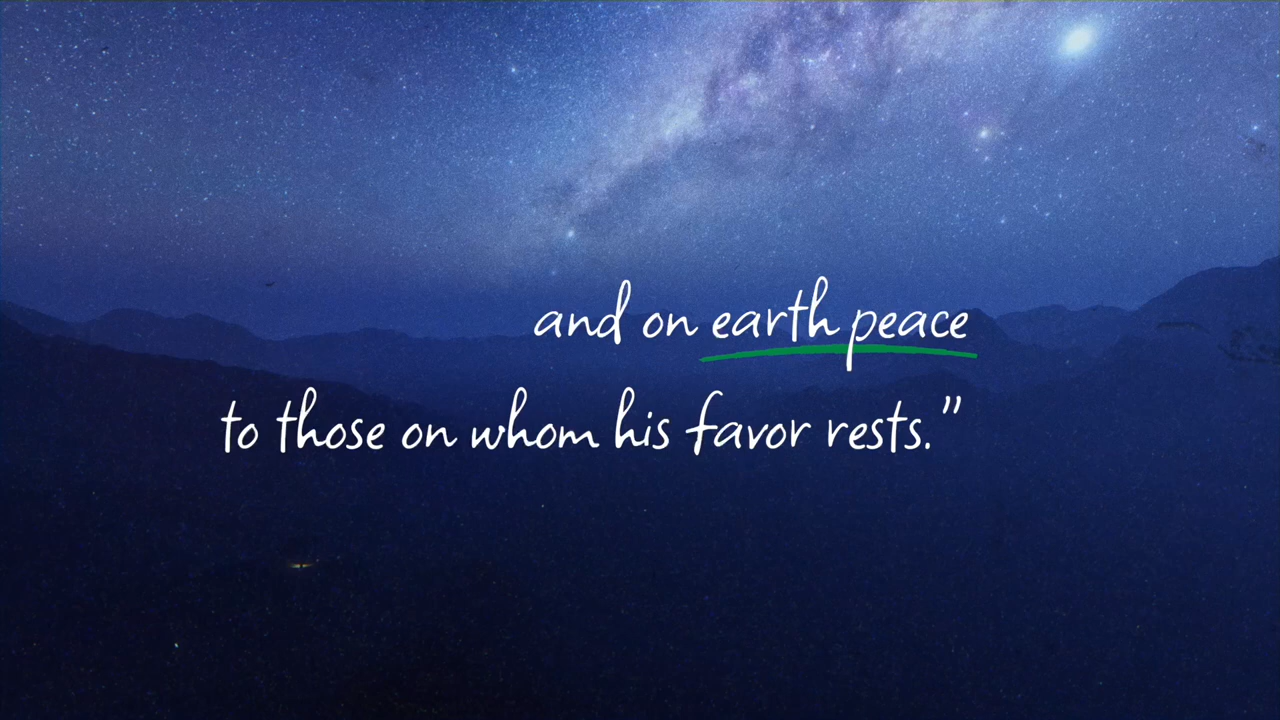 and on earth peace
to those on whom his favor rests.”